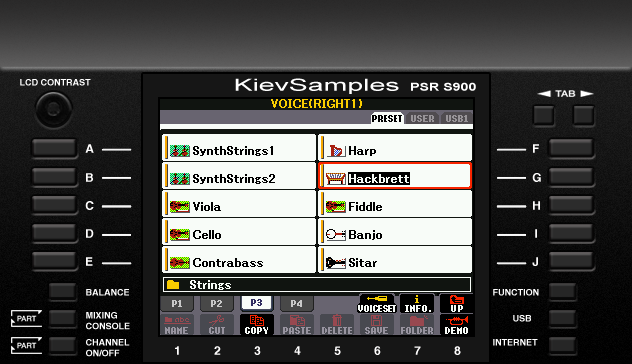 LCD CONTRAST
KievSamples PSR S900
TAB
VOICE(RIGHT1)
PRESET USER USB1
A SynthStrings1 Harp F
B SynthStrings2 Hackbrett G
C Viola Fiddle H
D Cello Banjo I
E Contrabass Sitar J
Strings
BALANCE P1 P2 P3 P4 VOICESET INFO. UP FUNCTION
PART MIXING CONSOLE NAME CUT COPY PASTE DELETE SAVE FOLDER DEMO USB
PART CHANNEL ON/OFF 1 2 3 4 5 6 7 8 INTERNET